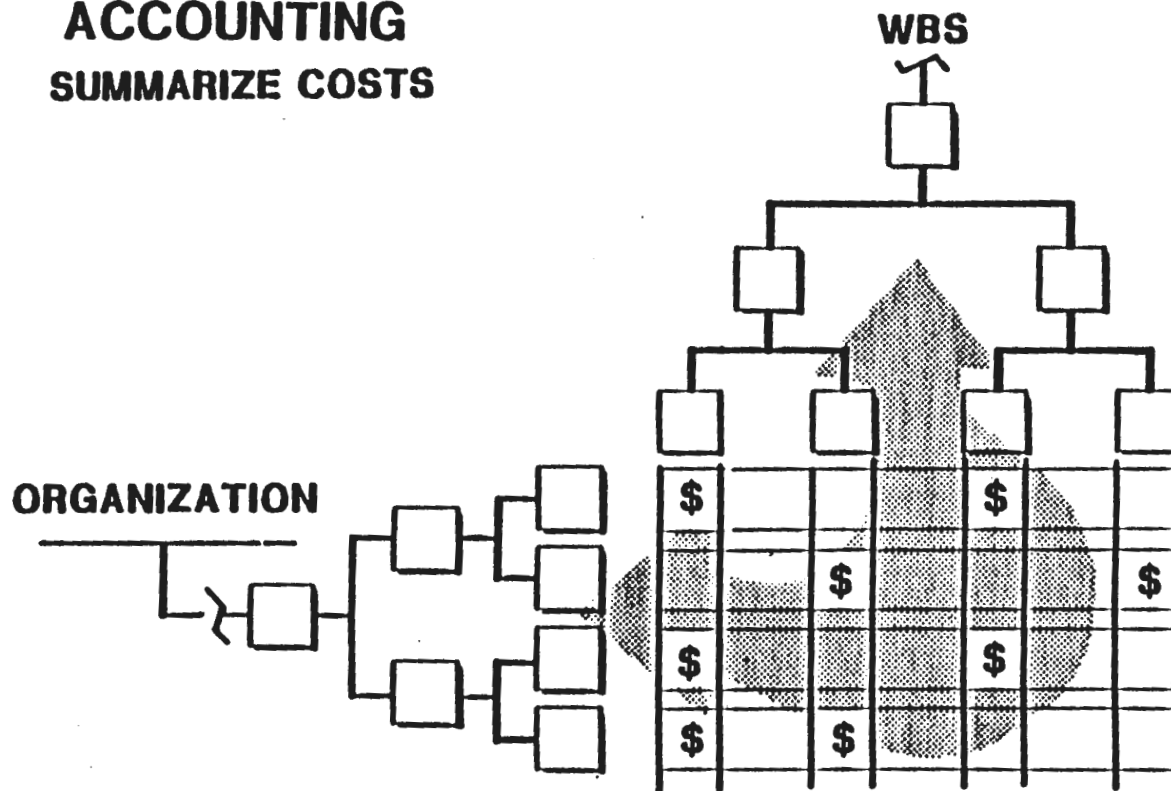 ACCOUNTING
SUMMARIZE COSTS
WBS
ORGANIZATION
$ $
$ $
$ $
$ $